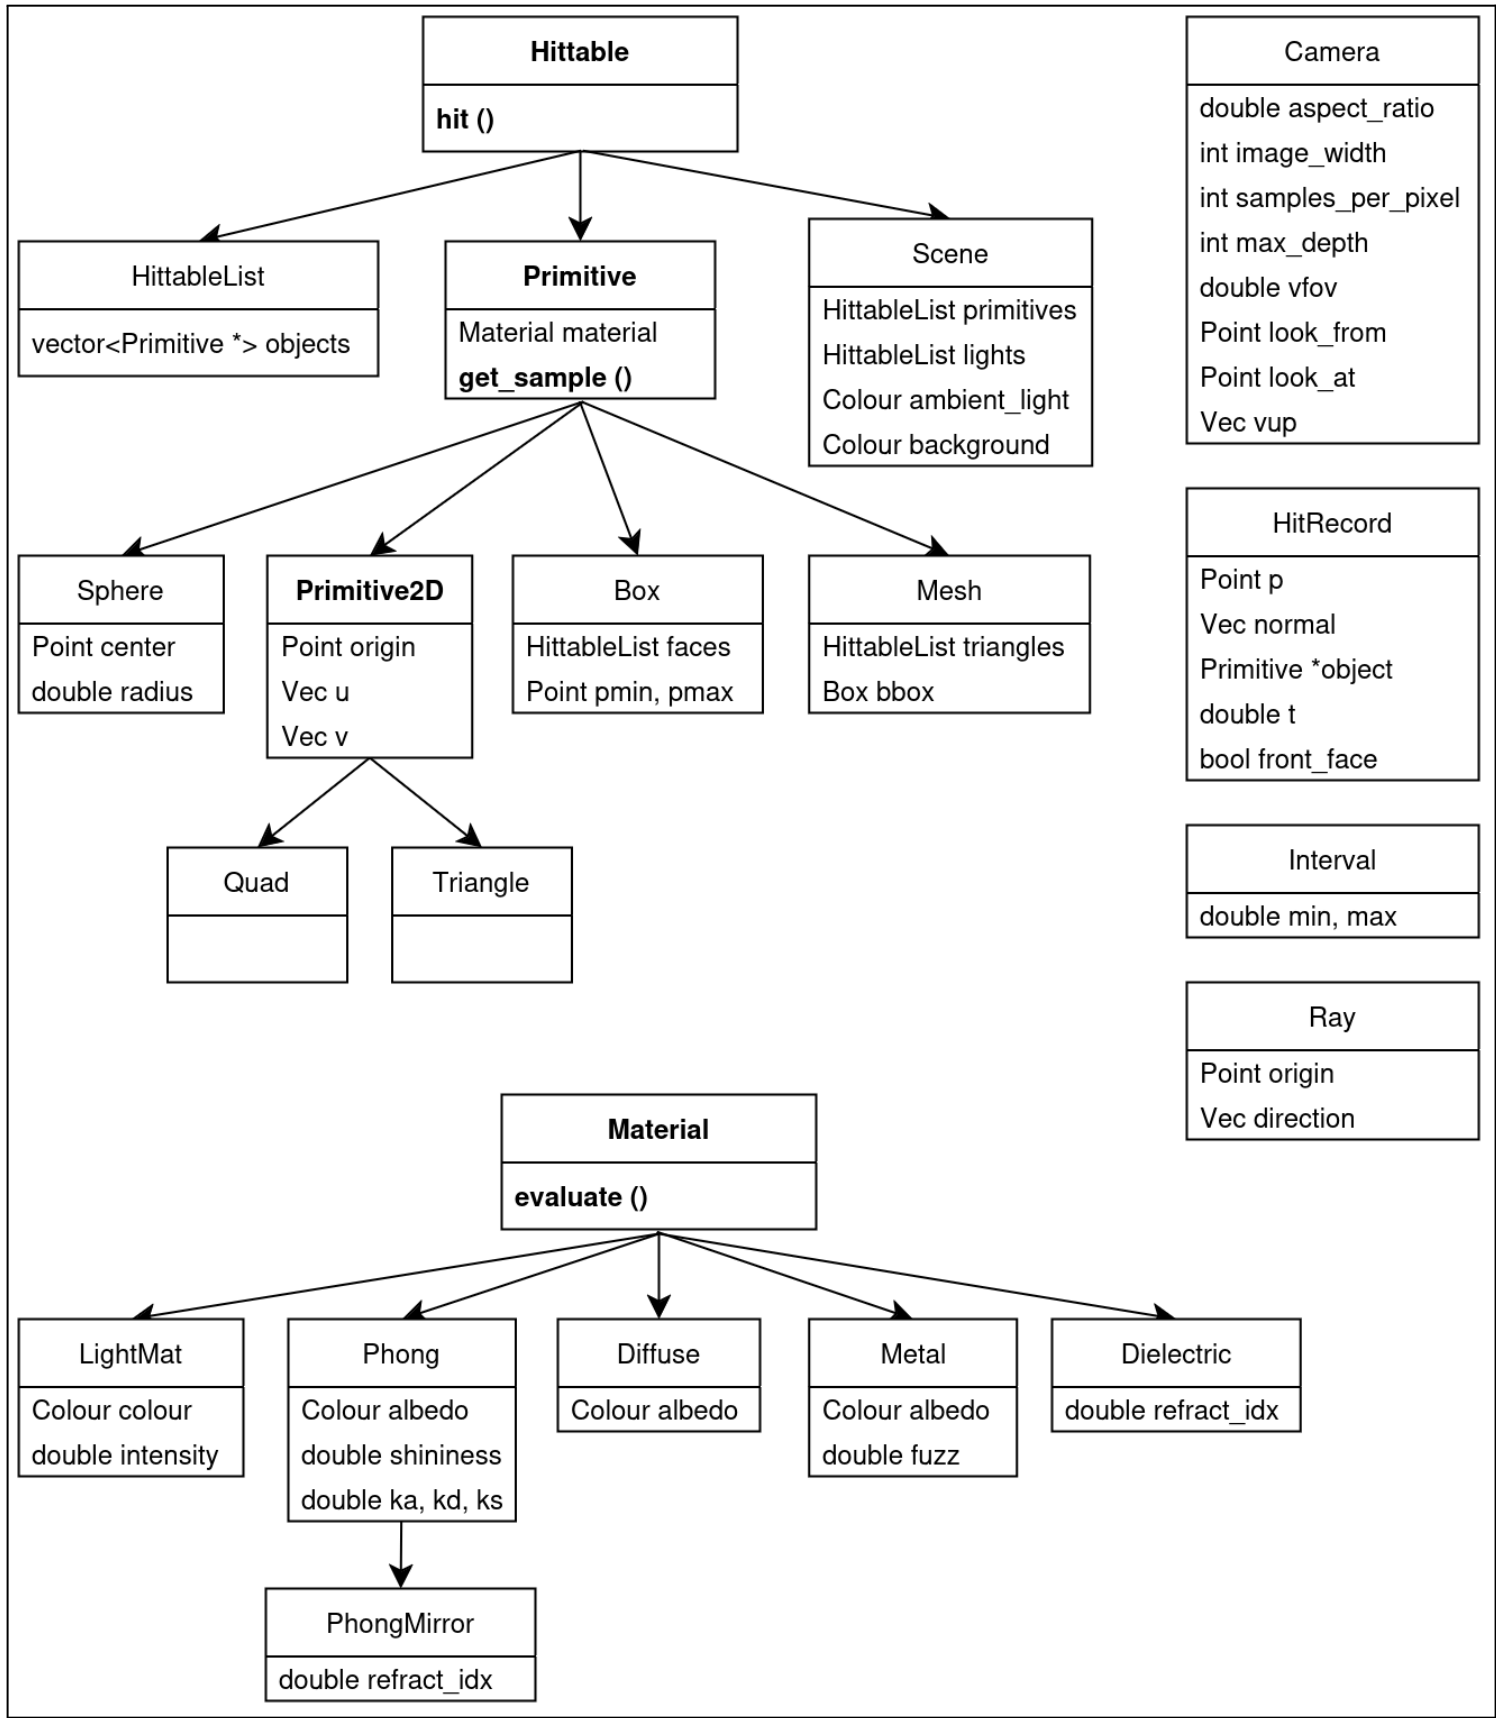 Hittable
hit ()
HittableList
vector<Primitive *> objects
Primitive
Material material
get_sample ()
Scene
HittableList primitives
HittableList lights
Colour ambient_light
Colour background
Sphere
Point center
double radius
Primitive2D
Point origin
Vec u
Vec v
Box
HittableList faces
Point pmin, pmax
Mesh
HittableList triangles
Box bbox
Quad
Triangle
Camera
double aspect_ratio
int image_width
int samples_per_pixel
int max_depth
double vfov
Point look_from
Point look_at
Vec vup
HitRecord
Point p
Vec normal
Primitive *object
double t
bool front_face
Interval
double min, max
Ray
Point origin
Vec direction
Material
evaluate ()
LightMat
Colour colour
double intensity
Phong
Colour albedo
double shininess
double ka, kd, ks
Diffuse
Colour albedo
Metal
Colour albedo
double fuzz
Dielectric
double refract_idx
PhongMirror
double refract_idx